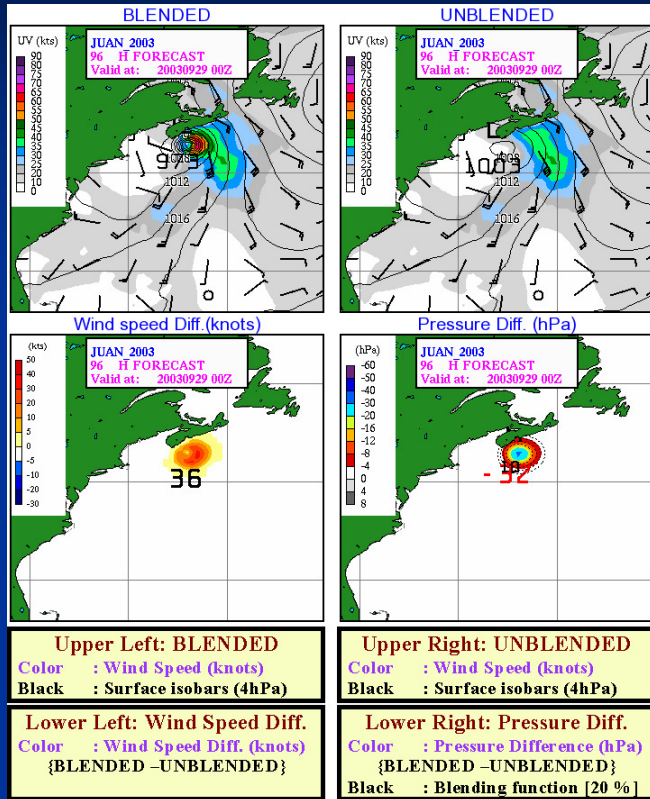 BLENDED
UV (kts)
90
80
75
70
65
60
55
50
45
40
35
30
25
20
10
0
JUAN_2003
96 H FORECAST
Valid at: 20030929 00Z
1008
1012
1016
UNBLENDED
UV (kts)
90
80
75
70
65
60
55
50
45
40
35
30
25
20
10
0
JUAN_2003
96 H FORECAST
Valid at: 20030929 00Z
L
1008
1003
1012
1016
Wind speed Diff.(knots)
(kts)
50
40
30
20
10
5
0
-5
-10
-20
-30
JUAN_2003
96 H FORECAST
Valid at: 20030929 00Z
36
Pressure Diff. (hPa)
(hPa)
-60
-50
-40
-30
-20
-16
-12
-8
-4
0
4
8
JUAN_2003
96 H FORECAST
Valid at: 20030929 00Z
10
-32
Upper Left: BLENDED
Color : Wind Speed (knots)
Black : Surface isobars (4hPa)
Upper Right: UNBLENDED
Color : Wind Speed (knots)
Black : Surface isobars (4hPa)
Lower Left: Wind Speed Diff.
Color : Wind Speed Diff. (knots)
{BLENDED –UNBLENDED}
Lower Right: Pressure Diff.
Color : Pressure Difference (hPa)
{BLENDED –UNBLENDED}
Black : Blending function [20 %]